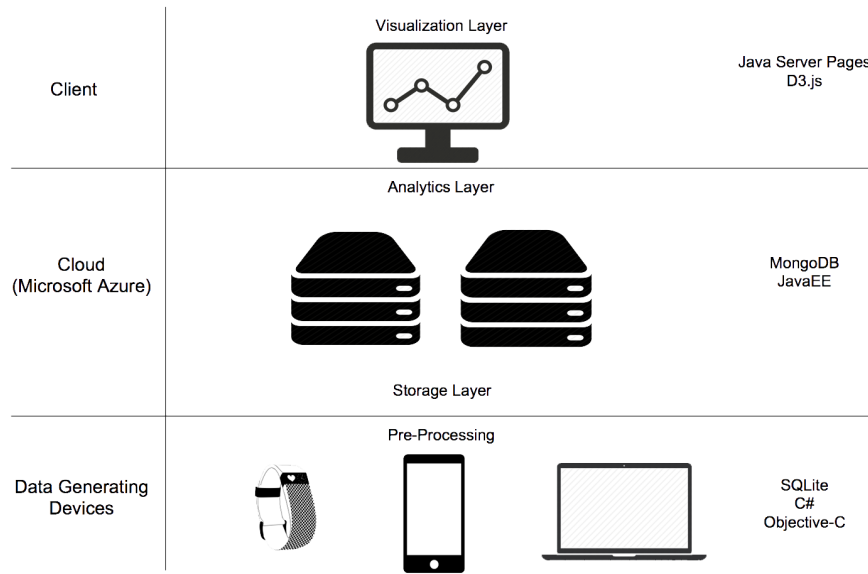 Visualization Layer
Client
Java Server Pages
D3.js
Analytics Layer
Cloud
(Microsoft Azure)
MongoDB
JavaEE
Storage Layer
Pre-Processing
Data Generating
Devices
SQLite
C#
Objective-C